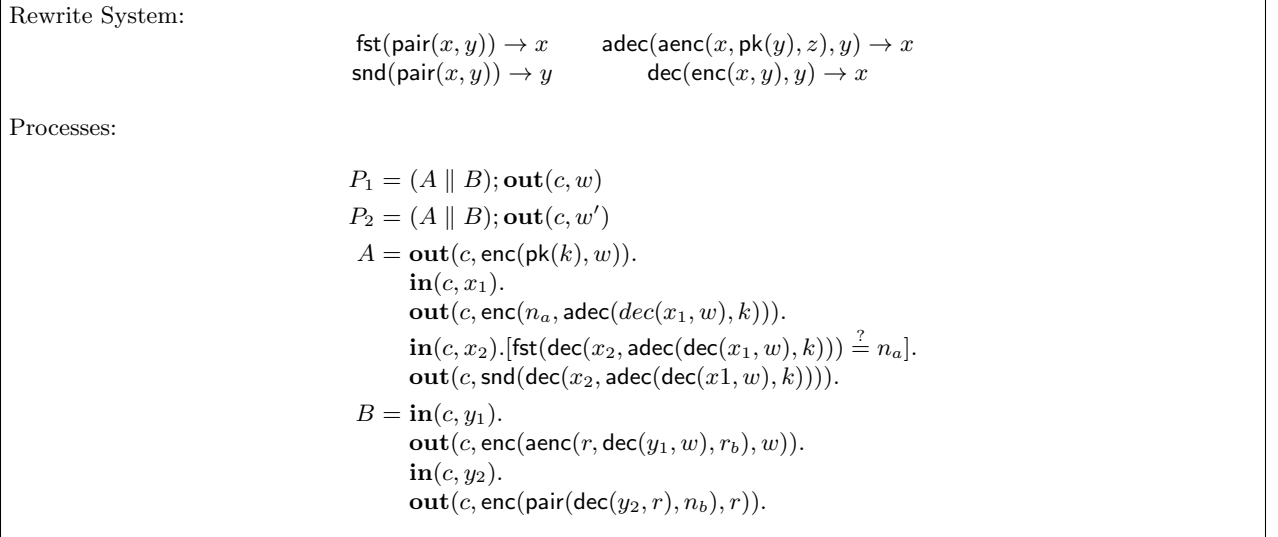 Rewrite System:
fst(pair(x, y)) → x    adec(aenc(x, pk(y), z), y) → x
snd(pair(x, y)) → y    dec(enc(x, y), y) → x
Processes:
P₁ = (A ∥ B); out(c, w)
P₂ = (A ∥ B); out(c, w′)
A = out(c, enc(pk(k), w)).
in(c, x₁).
out(c, enc(nₐ, adec(dec(x₁, w), k))).
in(c, x₂).[fst(dec(x₂, adec(dec(x₁, w), k))) ≟ nₐ].
out(c, snd(dec(x₂, adec(dec(x1, w), k)))).
B = in(c, y₁).
out(c, enc(aenc(r, dec(y₁, w), r_b), w)).
in(c, y₂).
out(c, enc(pair(dec(y₂, r), n_b), r)).